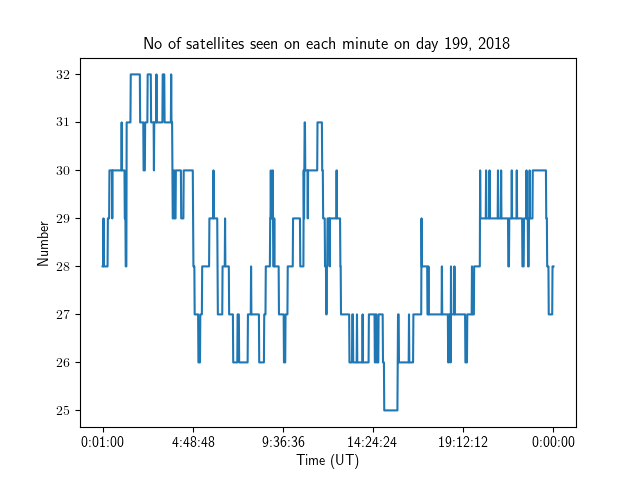 No of satellites seen on each minute on day 199, 2018
32
31
30
29
28
27
26
25
Number
0:01:00 4:48:48 9:36:36 14:24:24 19:12:12 0:00:00
Time (UT)